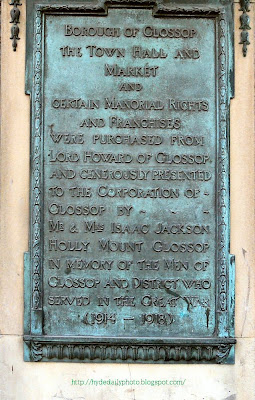 BOROUGH OF GLOSSOP
THE TOWN HALL AND
MARKET
AND
CERTAIN MANORIAL RIGHTS
AND FRANCHISES
WERE PURCHASED FROM
LORD HOWARD OF GLOSSOP,
AND GENEROUSLY PRESENTED
TO THE CORPORATION OF -
GLOSSOP BY ~ ~ ~
MR & MRS ISAAC JACKSON
HOLLY MOUNT GLOSSOP
IN MEMORY OF THE MEN OF
GLOSSOP AND DISTRICT WHO
SERVED IN THE GREAT WAR
(1914 – 1918)
http://hydedailyphoto.blogspot.com/